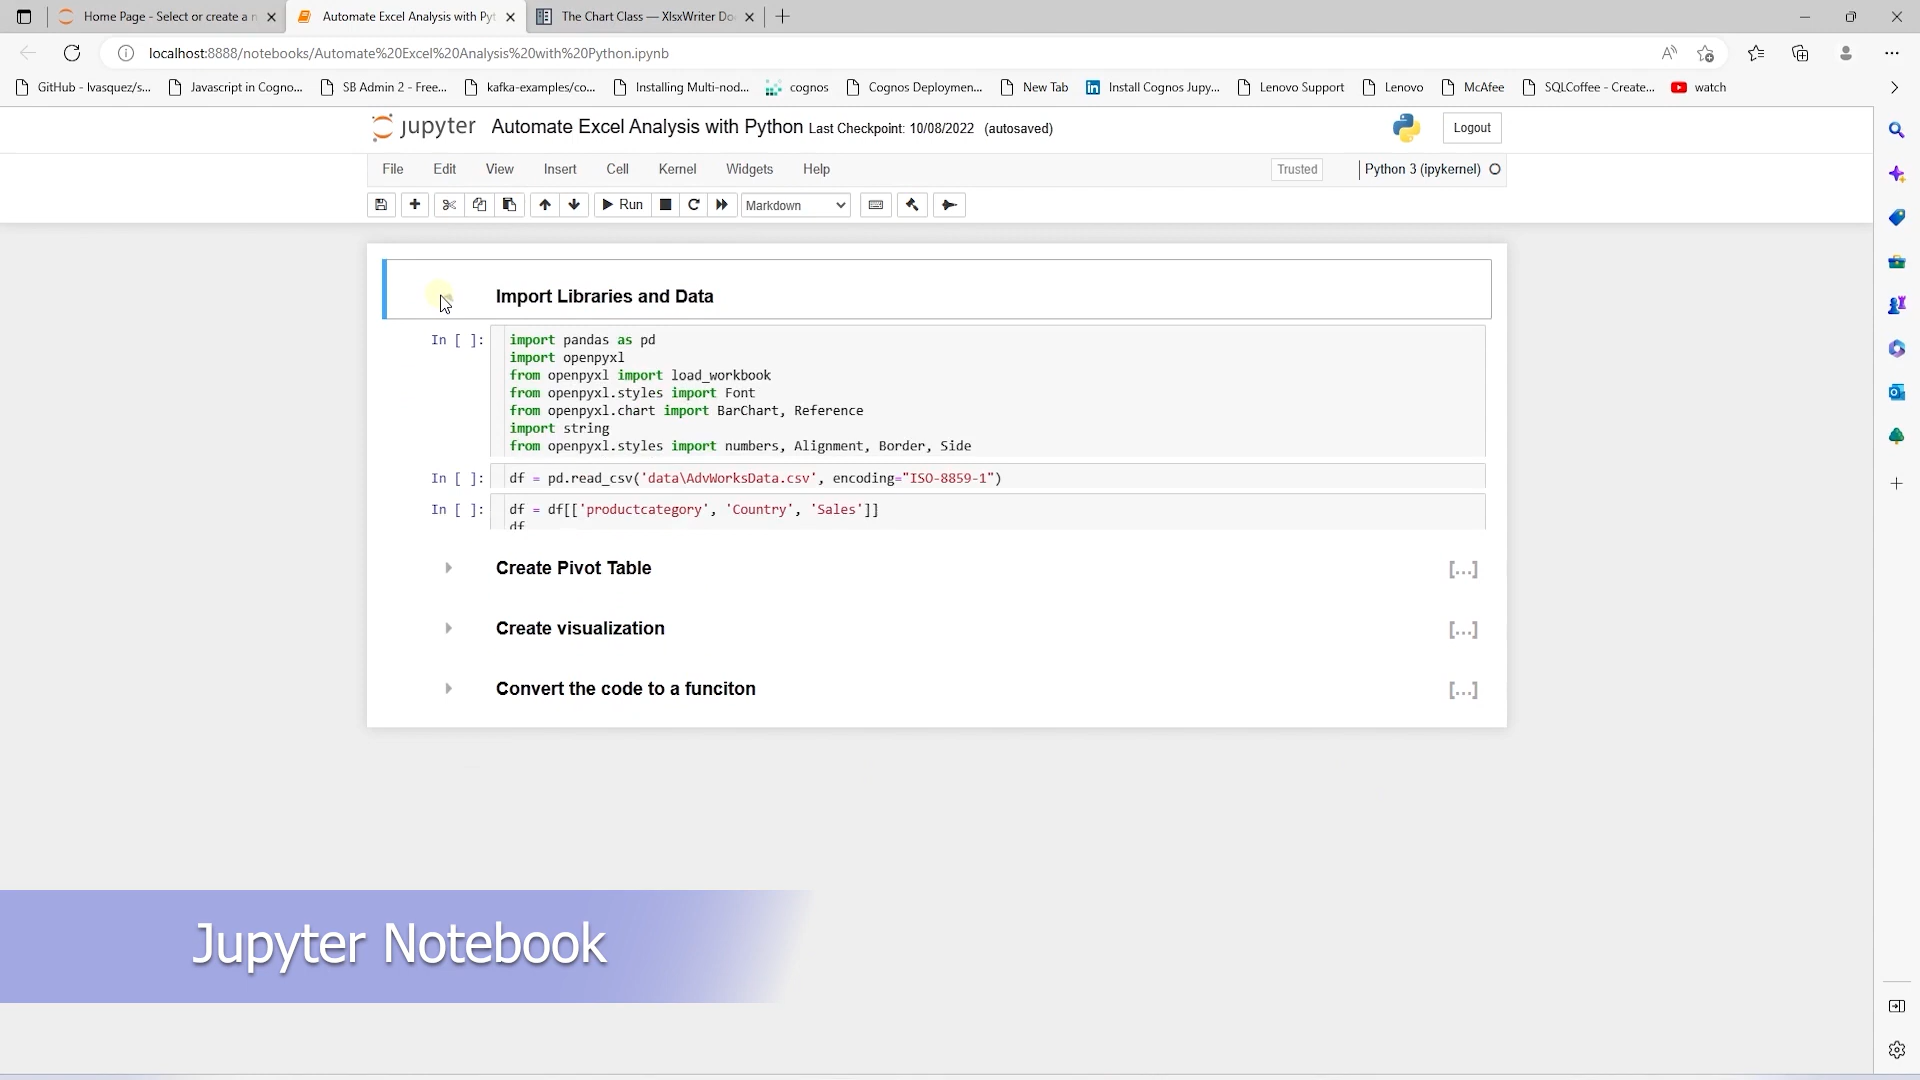 Home Page - Select or create a n
Automate Excel Analysis with Pyt
The Chart Class — XlsxWriter Do
localhost:8888/notebooks/Automate%20Excel%20Analysis%20with%20Python.ipynb
GitHub - lvasquez/s...
Javascript in Cogno...
SB Admin 2 - Free...
kafka-examples/co...
Installing Multi-nod...
cognos
Cognos Deploymen...
New Tab
Install Cognos Jupy...
Lenovo Support
Lenovo
McAfee
SQLCoffee - Create...
watch
jupyter Automate Excel Analysis with Python Last Checkpoint: 10/08/2022 (autosaved)
Logout
File Edit View Insert Cell Kernel Widgets Help
Trusted
Python 3 (ipykernel)
Run
Markdown
Import Libraries and Data
In [ ]: import pandas as pd
import openpyxl
from openpyxl import load_workbook
from openpyxl.styles import Font
from openpyxl.chart import BarChart, Reference
import string
from openpyxl.styles import numbers, Alignment, Border, Side
In [ ]: df = pd.read_csv('data\AdvWorksData.csv', encoding="ISO-8859-1")
In [ ]: df = df[['productcategory', 'Country', 'Sales']]
df
Create Pivot Table [...]
Create visualization [...]
Convert the code to a funciton [...]
Jupyter Notebook